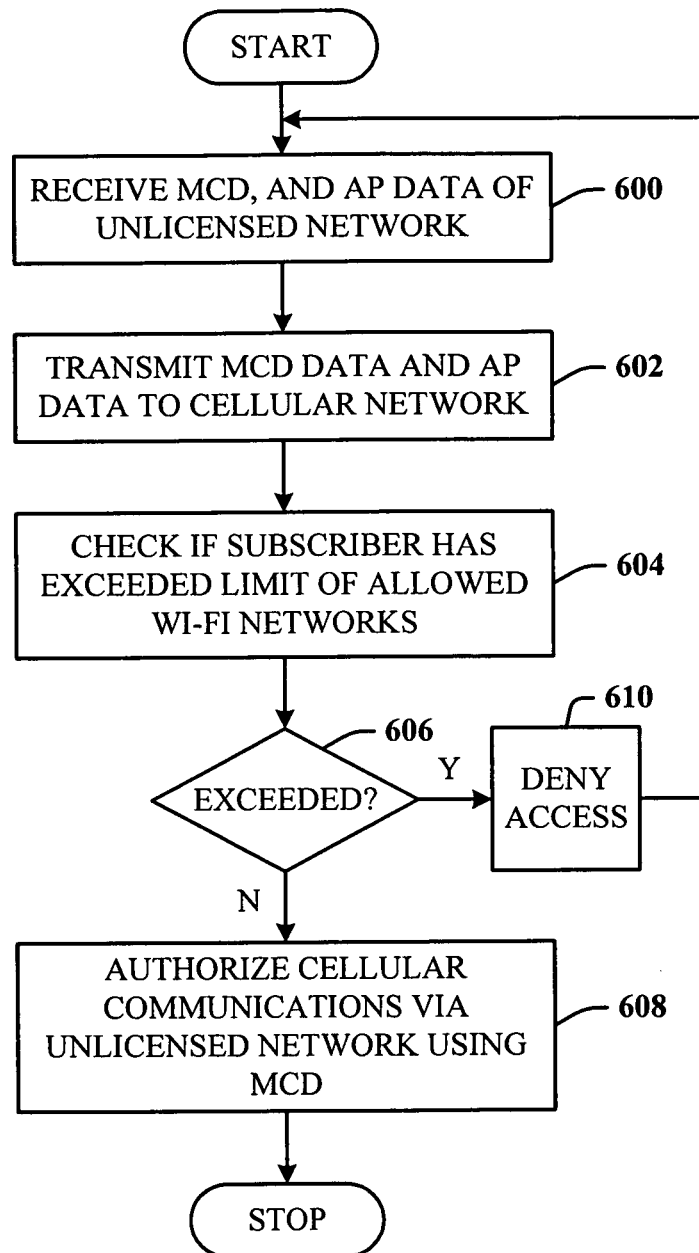 START
RECEIVE MCD, AND AP DATA OF
UNLICENSED NETWORK
600
TRANSMIT MCD DATA AND AP
DATA TO CELLULAR NETWORK
602
CHECK IF SUBSCRIBER HAS
EXCEEDED LIMIT OF ALLOWED
WI-FI NETWORKS
604
606
EXCEEDED?
Y
610
DENY
ACCESS
N
AUTHORIZE CELLULAR
COMMUNICATIONS VIA
UNLICENSED NETWORK USING
MCD
608
STOP